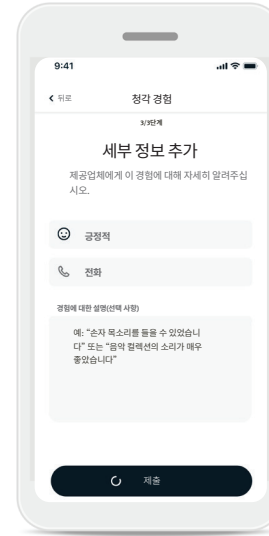 9:41
뒤로
청각 경험
3/3단계
세부 정보 추가
제공업체에게 이 경험에 대해 자세히 알려주십
시오.
긍정적
전화
경험에 대한 설명(선택 사항)
예: “손자 목소리를 들을 수 있었습니
다” 또는 “음악 컬렉션의 소리가 매우
좋았습니다”
제출